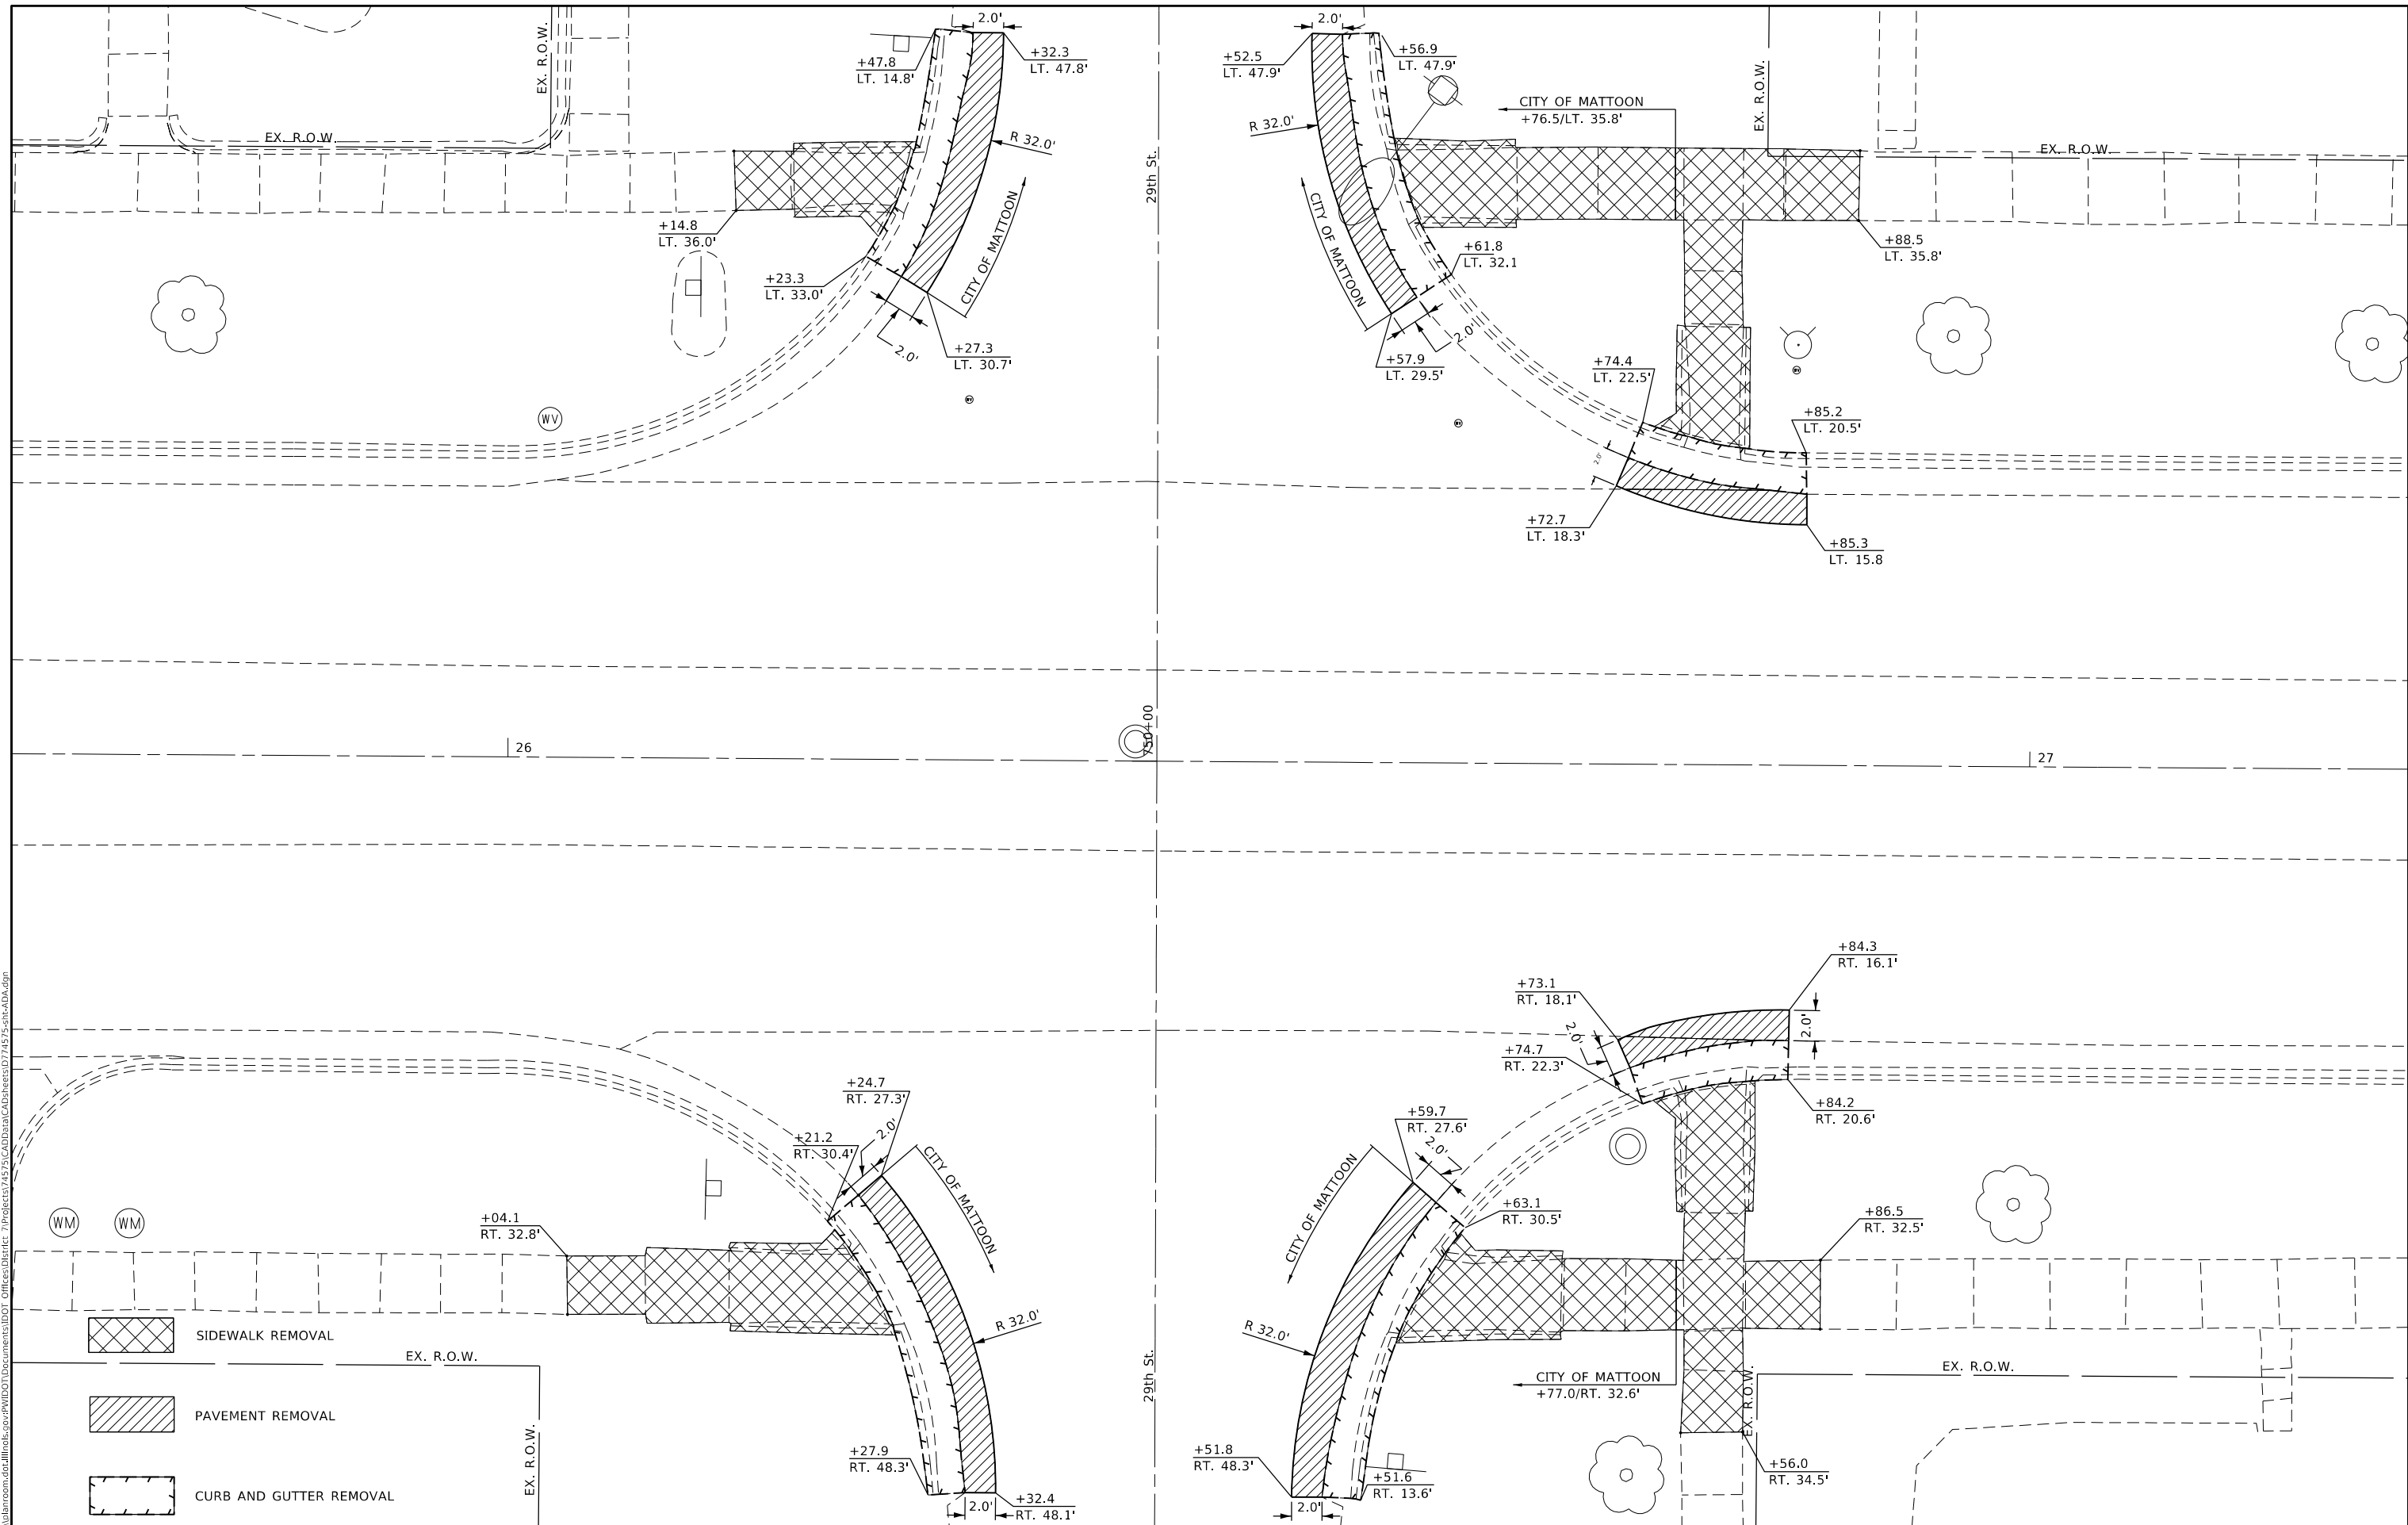 2.0'
2.0'
EX. R.O.W.
+47.8
LT. 14.8'
+32.3
LT. 47.8'
+52.5
LT. 47.9'
+56.9
LT. 47.9'
EX. R.O.W.
CITY OF MATTOON
+76.5/LT. 35.8'
EX. R.O.W.
R 32.0'
R 32.0'
EX. R.O.W.
29th St.
CITY OF MATTOON
CITY OF MATTOON
+14.8
LT. 36.0'
+88.5
LT. 35.8'
+61.8
LT. 32.1
+23.3
LT. 33.0'
2.0'
+27.3
LT. 30.7'
2.0'
+57.9
LT. 29.5'
+74.4
LT. 22.5'
WV
+85.2
LT. 20.5'
2.0'
+72.7
LT. 18.3'
+85.3
LT. 15.8
26
750+00
27
+84.3
RT. 16.1'
+73.1
RT. 18.1'
2.0'
2.0'
+74.7
RT. 22.3'
+24.7
RT. 27.3'
+84.2
RT. 20.6'
+21.2
RT. 30.4'
2.0'
CITY OF MATTOON
+59.7
RT. 27.6'
2.0'
CITY OF MATTOON
WM
WM
+04.1
RT. 32.8'
+63.1
RT. 30.5'
+86.5
RT. 32.5'
R 32.0'
R 32.0'
SIDEWALK REMOVAL
EX. R.O.W.
29th St.
CITY OF MATTOON
+77.0/RT. 32.6'
EX. R.O.W.
EX. R.O.W.
PAVEMENT REMOVAL
EX. R.O.W.
+27.9
RT. 48.3'
+51.8
RT. 48.3'
+51.6
RT. 13.6'
+56.0
RT. 34.5'
CURB AND GUTTER REMOVAL
2.0'
+32.4
RT. 48.1'
2.0'